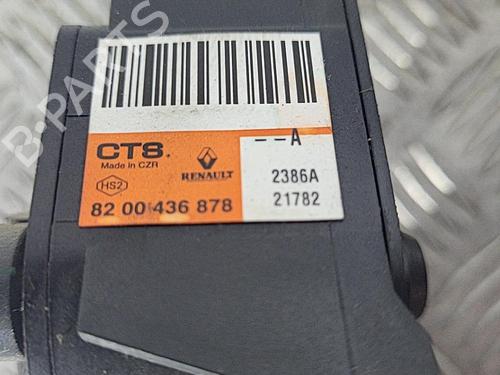 B-PARTS
– – A
CTS.
Made in CZR
RENAULT
HS2
2386A
82 00 436 878
21782